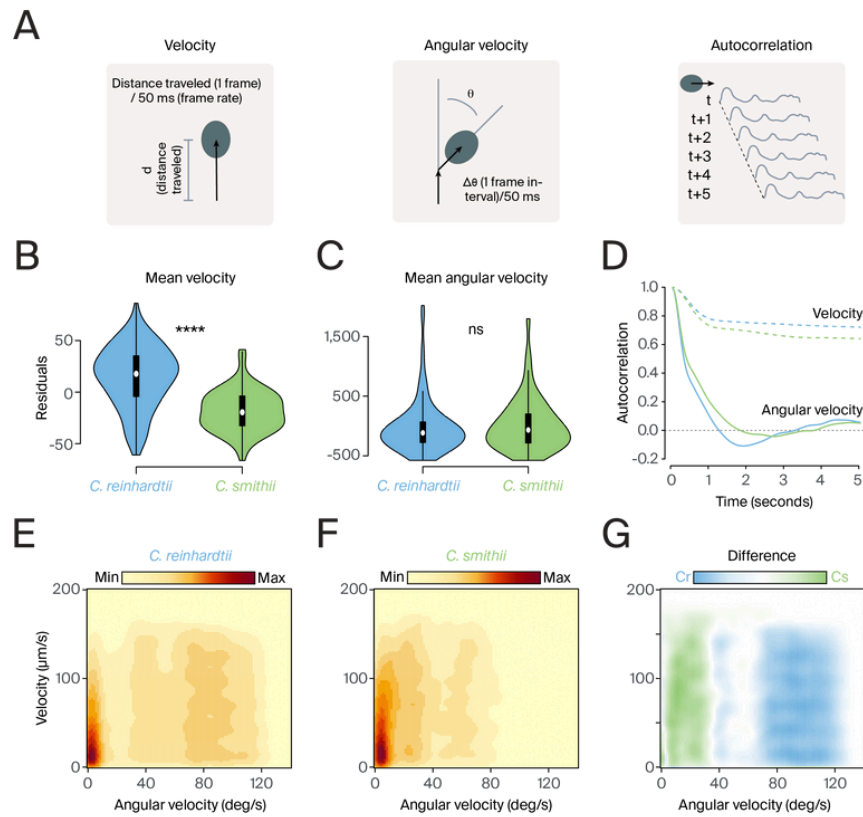 A
Velocity
Distance traveled (1 frame)
/ 50 ms (frame rate)
d
(distance
traveled)
Angular velocity
θ
Δθ (1 frame in-
terval)/50 ms
Autocorrelation
t
t+1
t+2
t+3
t+4
t+5
B
Mean velocity
****
Residuals
50
0
-50
C. reinhardtii
C. smithii
C
Mean angular velocity
ns
1,500
500
-500
C. reinhardtii
C. smithii
D
Autocorrelation
1.0
0.8
0.6
0.4
0.2
0.0
-0.2
Velocity
Angular velocity
0 1 2 3 4 5
Time (seconds)
E
C. reinhardtii
Min Max
Velocity (μm/s)
200
100
0
0 40 80 120
Angular velocity (deg/s)
F
C. smithii
Min Max
200
100
0
0 40 80 120
Angular velocity (deg/s)
G
Difference
Cr Cs
200
100
0
0 40 80 120
Angular velocity (deg/s)